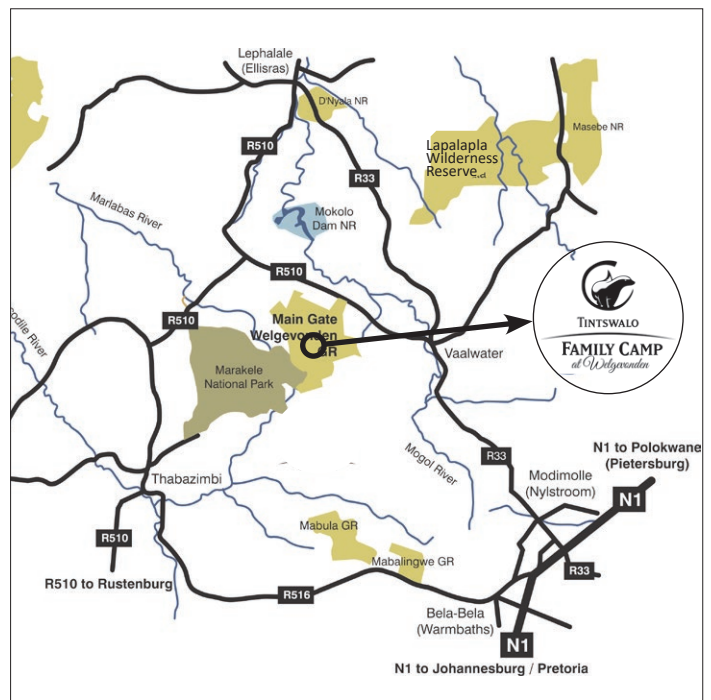 Lephalale
(Ellisras)
D'Nyala NR
Masebe NR
Lapalapla
Wilderness
Reserve
R510
R33
Marlabas River
Mokolo
Dam NR
R510
R510
Main Gate
Welgevonden
GR
TINTSWALO
FAMILY CAMP
at Welgevonden
Marakele
National Park
Vaalwater
ocodile River
Mogol River
R33
N1 to Polokwane
(Pietersburg)
Modimolle
(Nylstroom)
N1
Thabazimbi
Mabula GR
R510
Mabalingwe GR
R33
R510 to Rustenburg
R516
Bela-Bela
(Warmbaths)
N1
N1 to Johannesburg / Pretoria